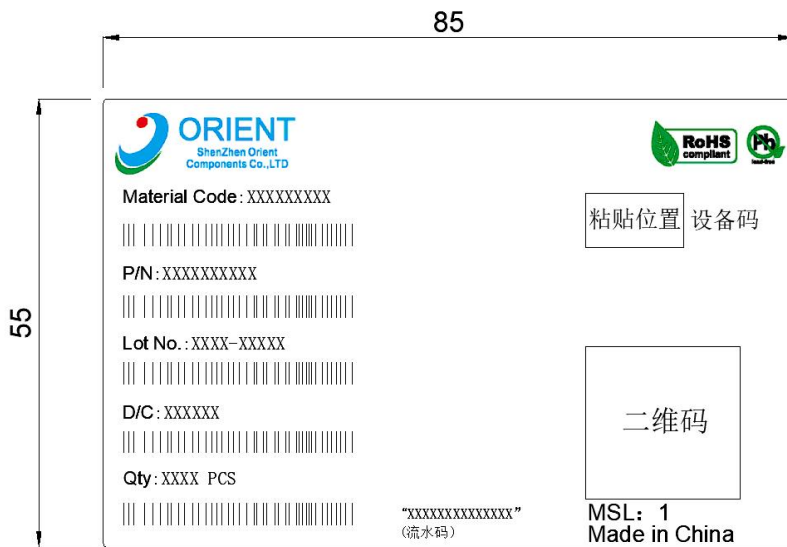 85
55
ORIENT
ShenZhen Orient
Components Co.,LTD
RoHS
compliant
Pb
lead-free
Material Code: XXXXXXXXX
粘贴位置 设备码
P/N: XXXXXXXXXX
Lot No.: XXXX-XXXXX
D/C: XXXXXX
二维码
Qty: XXXX PCS
"XXXXXXXXXXXXXX"
(流水码)
MSL: 1
Made in China